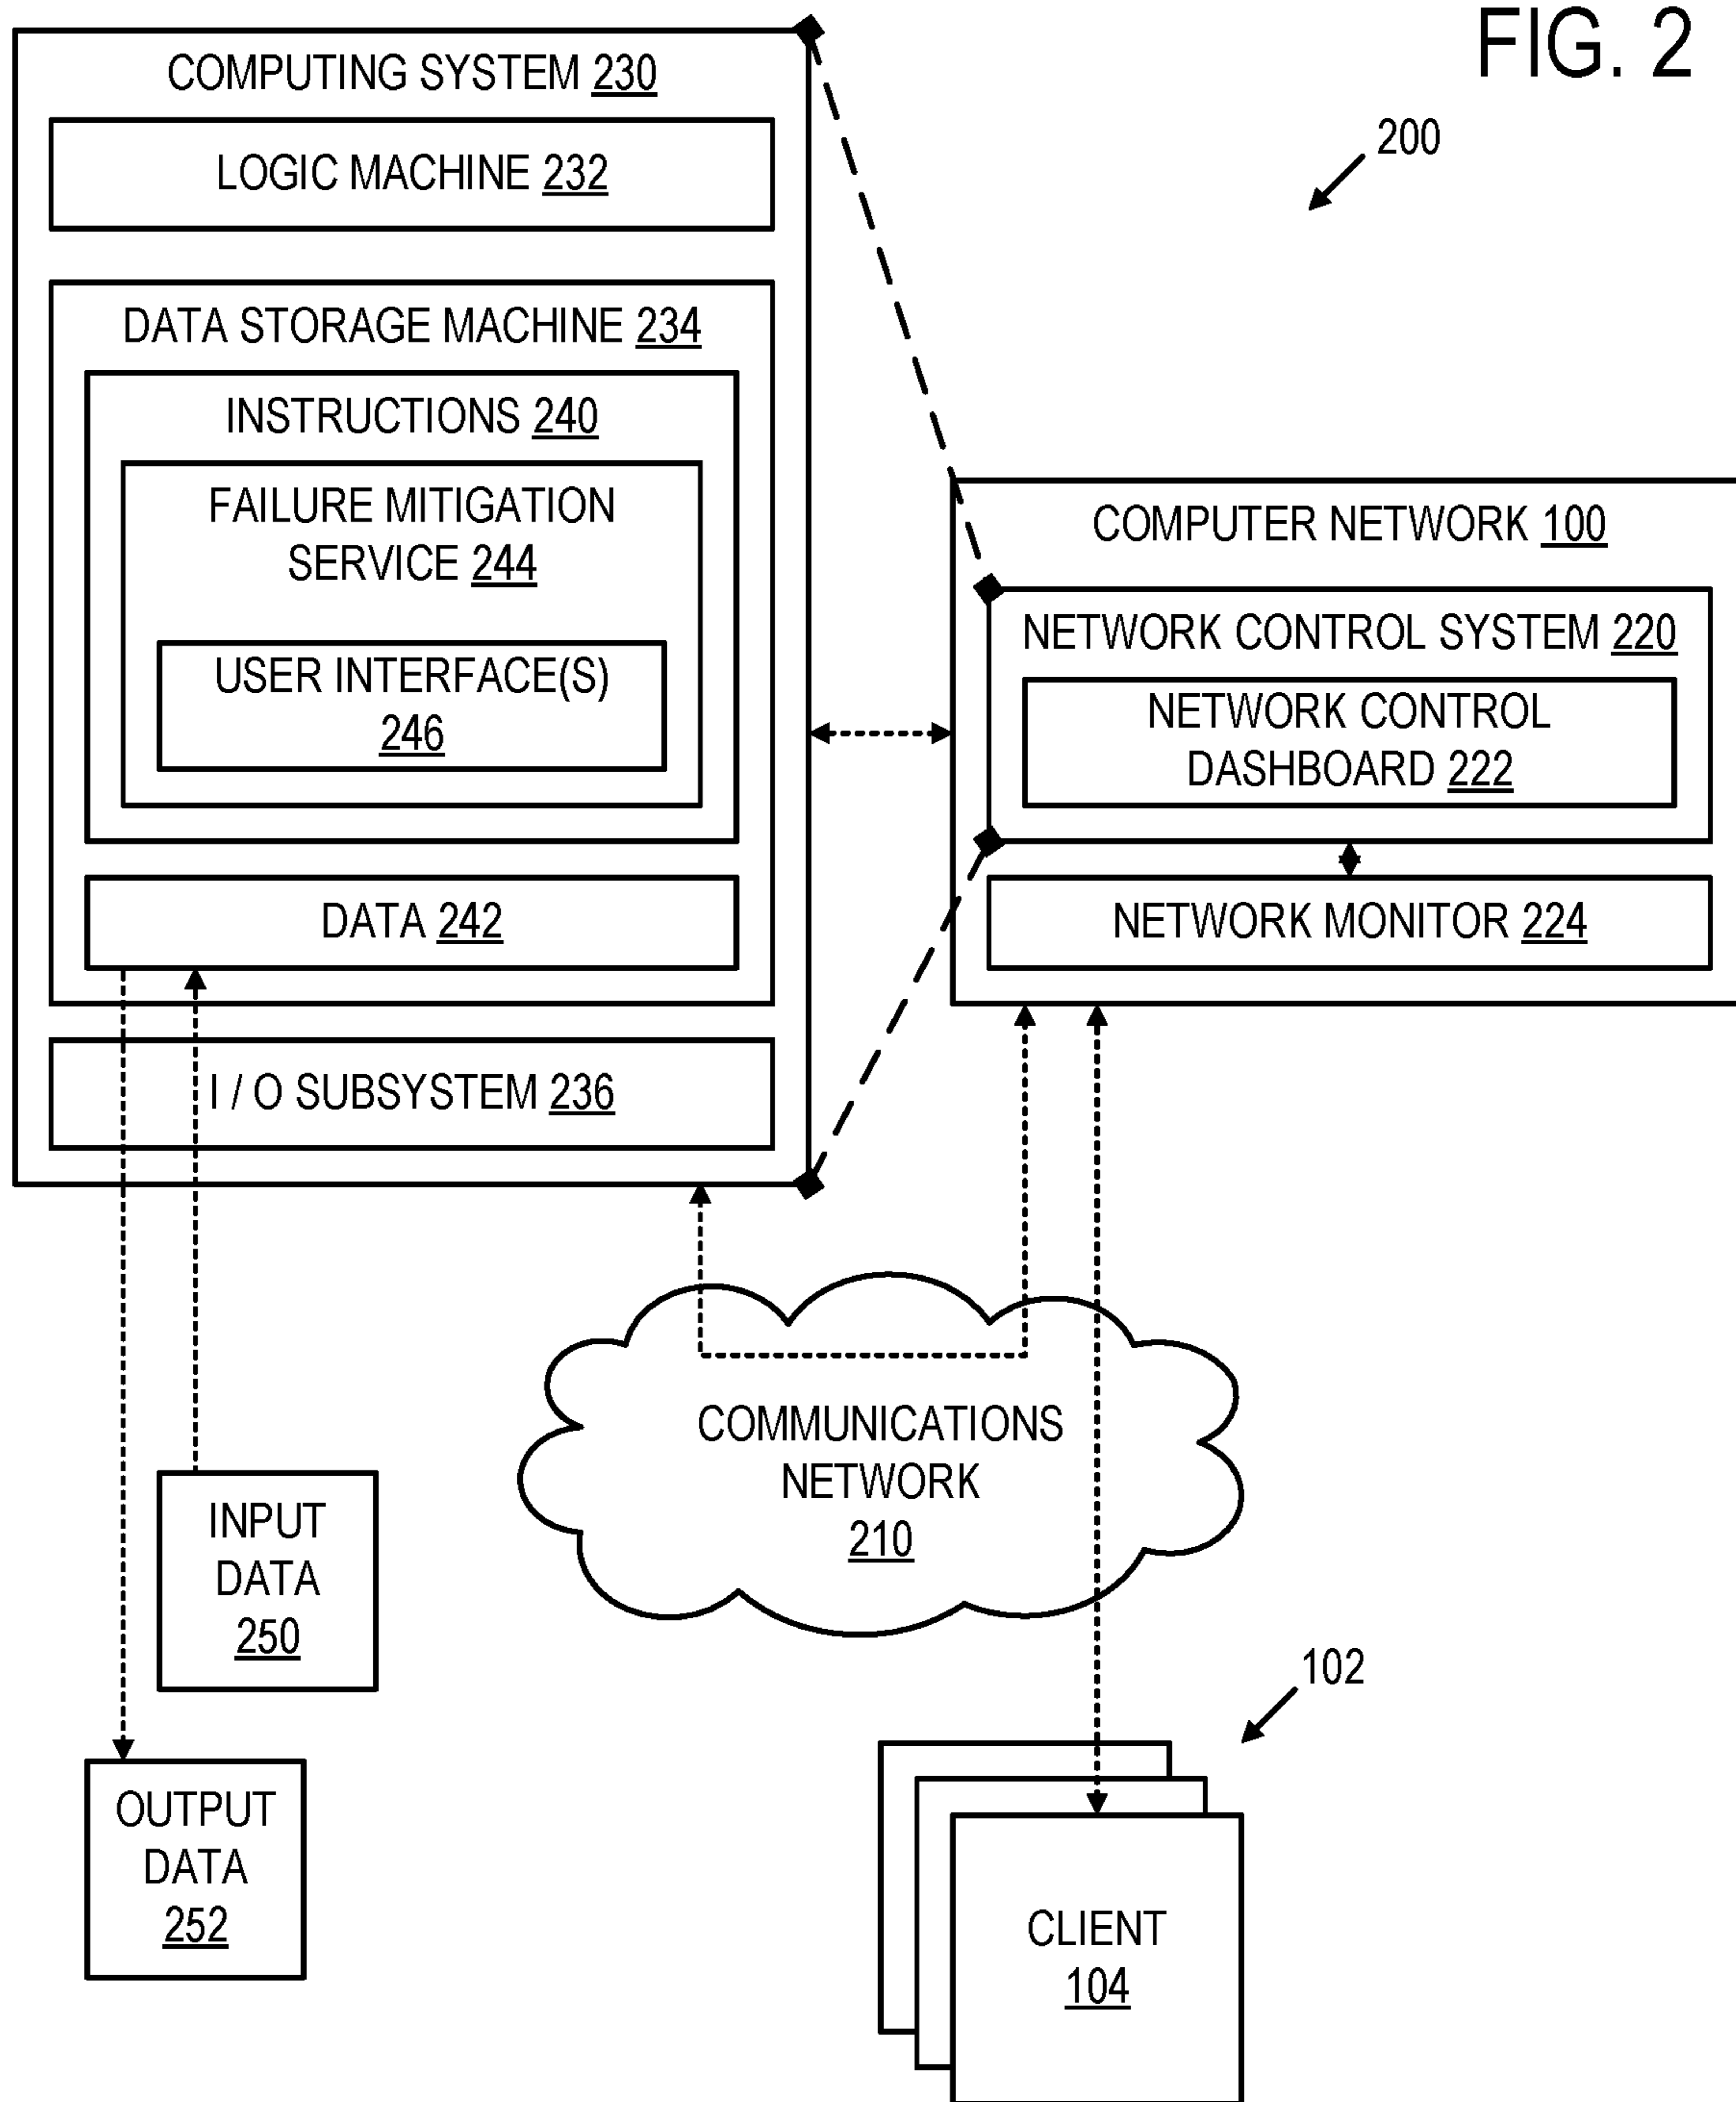 FIG. 2
200
COMPUTING SYSTEM 230
LOGIC MACHINE 232
DATA STORAGE MACHINE 234
INSTRUCTIONS 240
FAILURE MITIGATION
SERVICE 244
USER INTERFACE(S)
246
DATA 242
I / O SUBSYSTEM 236
COMPUTER NETWORK 100
NETWORK CONTROL SYSTEM 220
NETWORK CONTROL
DASHBOARD 222
NETWORK MONITOR 224
COMMUNICATIONS
NETWORK
210
INPUT
DATA
250
OUTPUT
DATA
252
102
CLIENT
104